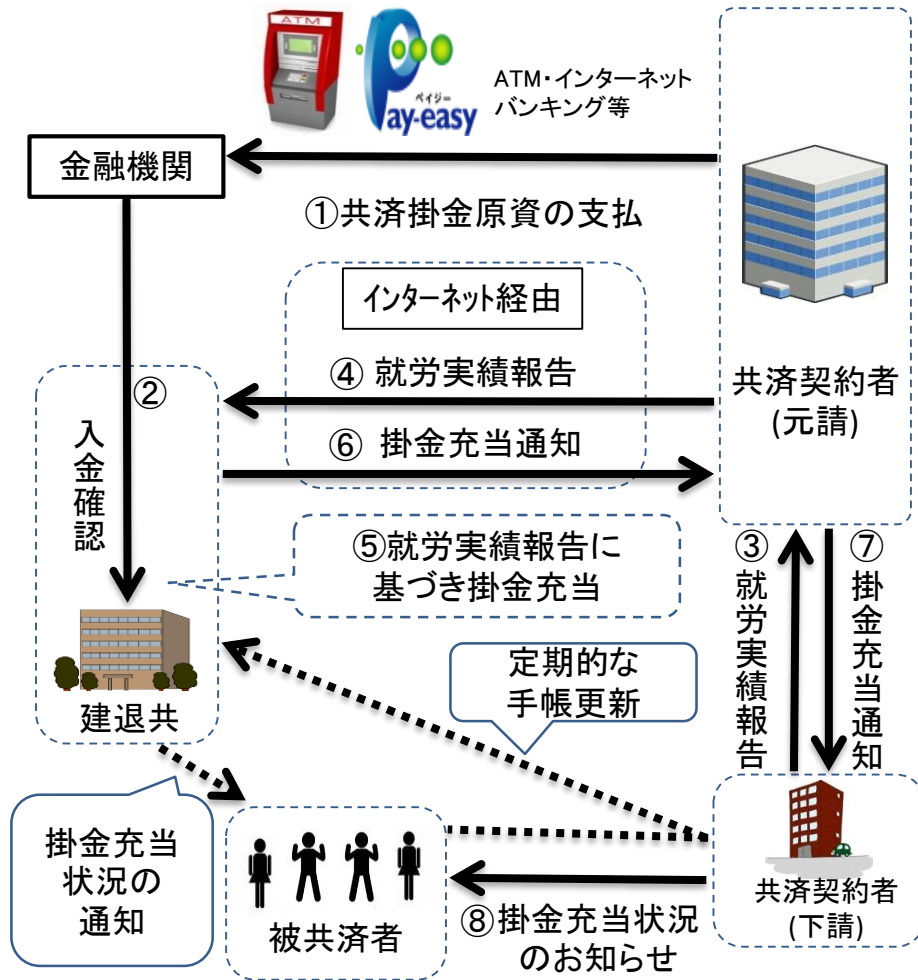 ATM
ペイジー
Pay-easy
ATM・インターネット
バンキング等
金融機関
①共済掛金原資の支払
インターネット経由
④ 就労実績報告
共済契約者
(元請)
②
入金確認
⑥ 掛金充当通知
⑤就労実績報告に
基づき掛金充当
③就労実績報告
⑦掛金充当通知
定期的な
手帳更新
建退共
掛金充当
状況の
通知
被共済者
⑧掛金充当状況
のお知らせ
共済契約者
(下請)